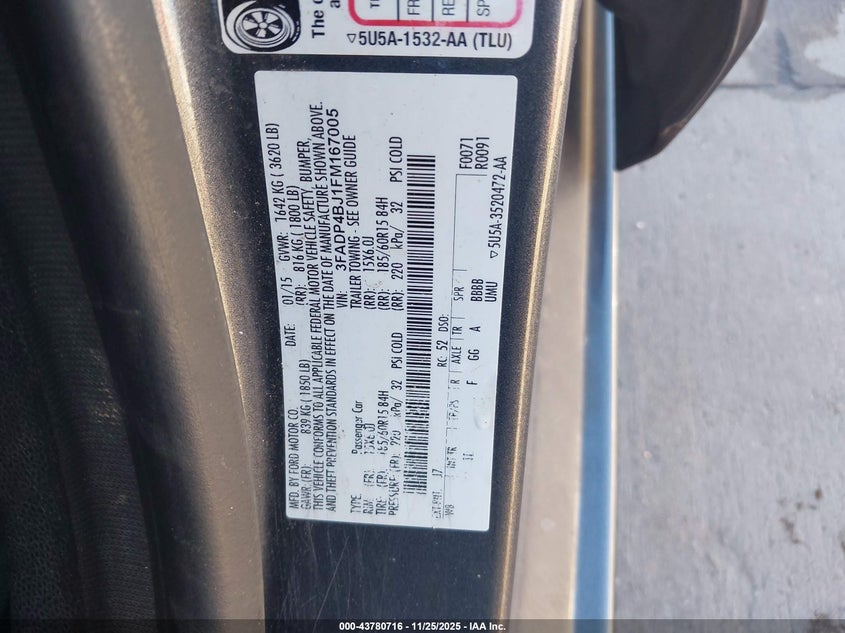 The
5U5A-1532-AA (TLU)
MFD. BY FORD MOTOR CO.
DATE: 01/15 GVWR: 1642 KG ( 3620 LB)
GAWR: (FR): 839 KG ( 1850 LB) (RR): 816 KG ( 1800 LB)
THIS VEHICLE CONFORMS TO ALL APPLICABLE FEDERAL MOTOR VEHICLE SAFETY, BUMPER,
AND THEFT PREVENTION STANDARDS IN EFFECT ON THE DATE OF MANUFACTURE SHOWN ABOVE.
VIN: 3FADP4BJ1FM167005
TYPE: Passenger Car TRAILER TOWING - SEE OWNER GUIDE
RIM: (FR): 15X6.0J (RR): 15X6.0J
TIRE: (FR): 185/60R15 84H (RR): 185/60R15 84H
PRESSURE: (FR): 220 kPa/ 32 PSI COLD (RR): 220 kPa/ 32 PSI COLD
F0071
R0091
RC: 52 DSO:
WB INT TR TP/PS R AXLE TR SPR
F GG A BBBB
UMU
5U5A-3520472-AA
000-43780716 • 11/25/2025 • IAA Inc.